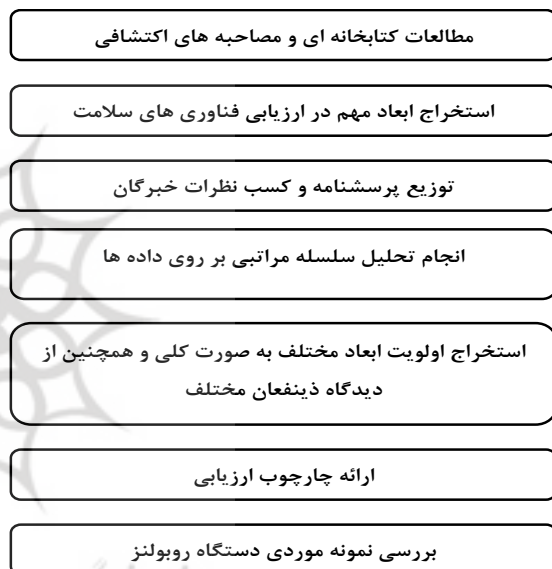 مطالعات کتابخانه ای و مصاحبه های اکتشافی
استخراج ابعاد مهم در ارزیابی فناوری های سلامت
توزیع پرسشنامه و کسب نظرات خبرگان
انجام تحلیل سلسله مراتبی بر روی داده ها
استخراج اولویت ابعاد مختلف به صورت کلی و همچنین از
دیدگاه ذینفعان مختلف
ارائه چارچوب ارزیابی
بررسی نمونه موردی دستگاه روبولنز